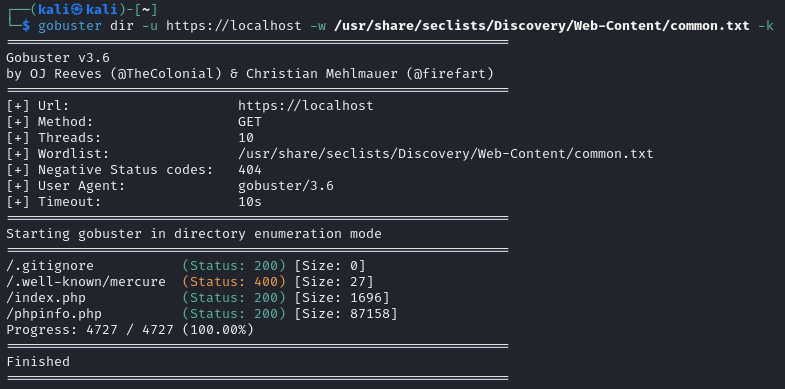 ┌──(kali㉿kali)-[~]
└─$ gobuster dir -u https://localhost -w /usr/share/seclists/Discovery/Web-Content/common.txt -k
===============================================================
Gobuster v3.6
by OJ Reeves (@TheColonial) & Christian Mehlmauer (@firefart)
===============================================================
[+] Url:                     https://localhost
[+] Method:                  GET
[+] Threads:                 10
[+] Wordlist:                /usr/share/seclists/Discovery/Web-Content/common.txt
[+] Negative Status codes:   404
[+] User Agent:              gobuster/3.6
[+] Timeout:                 10s
===============================================================
Starting gobuster in directory enumeration mode
===============================================================
/.gitignore           (Status: 200) [Size: 0]
/.well-known/mercure  (Status: 400) [Size: 27]
/index.php            (Status: 200) [Size: 1696]
/phpinfo.php          (Status: 200) [Size: 87158]
Progress: 4727 / 4727 (100.00%)
===============================================================
Finished
===============================================================